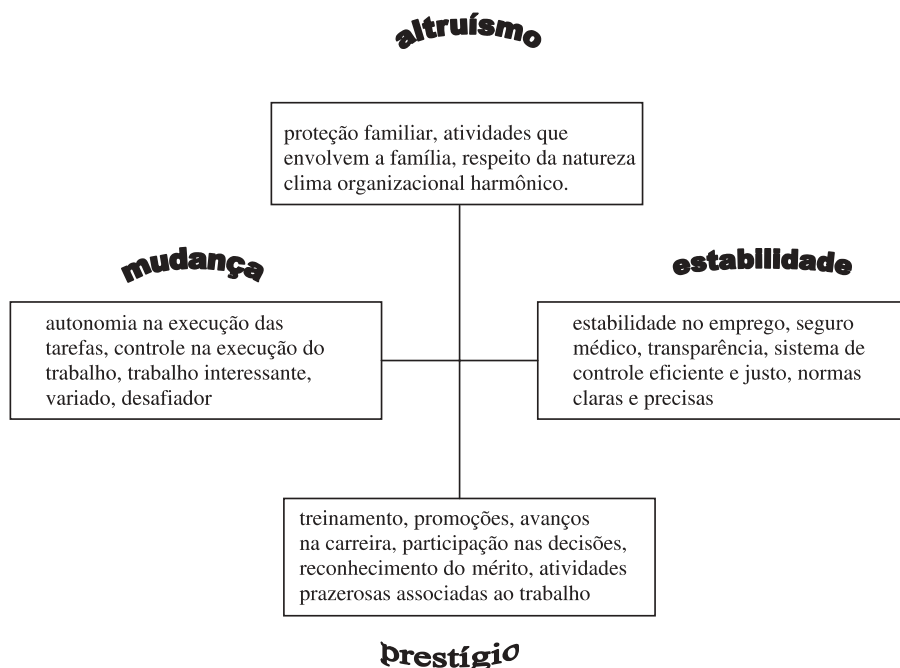 altruísmo
proteção familiar, atividades que
envolvem a família, respeito da natureza
clima organizacional harmônico.
mudança
autonomia na execução das
tarefas, controle na execução do
trabalho, trabalho interessante,
variado, desafiador
estabilidade
estabilidade no emprego, seguro
médico, transparência, sistema de
controle eficiente e justo, normas
claras e precisas
treinamento, promoções, avanços
na carreira, participação nas decisões,
reconhecimento do mérito, atividades
prazerosas associadas ao trabalho
prestígio